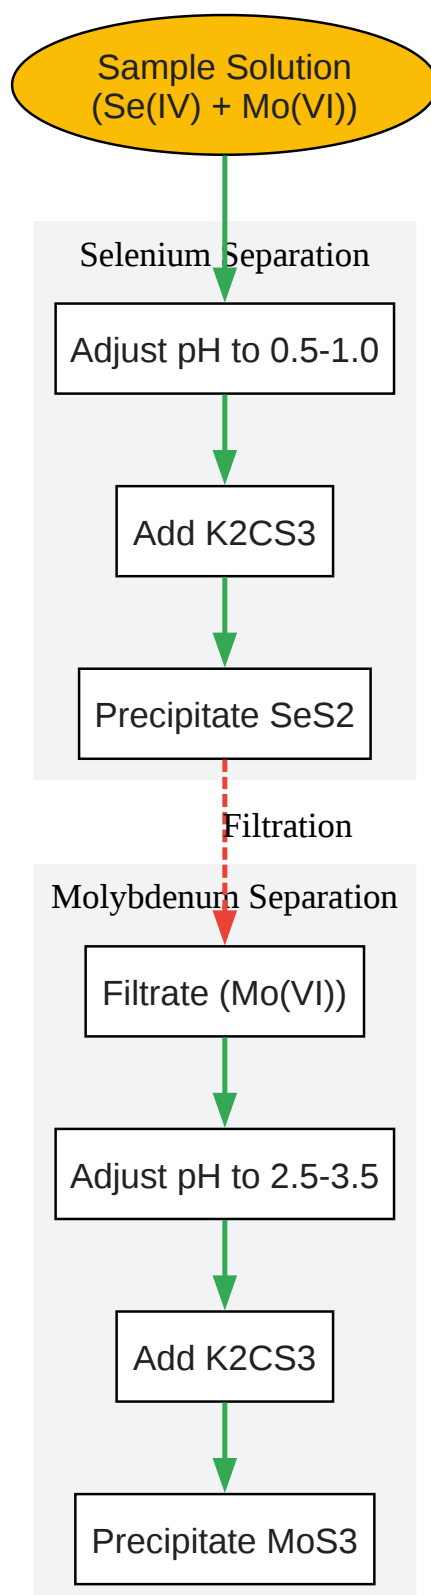 Sample Solution
(Se(IV) + Mo(VI))
Selenium Separation
Adjust pH to 0.5-1.0
Add K2CS3
Precipitate SeS2
Filtration
Molybdenum Separation
Filtrate (Mo(VI))
Adjust pH to 2.5-3.5
Add K2CS3
Precipitate MoS3